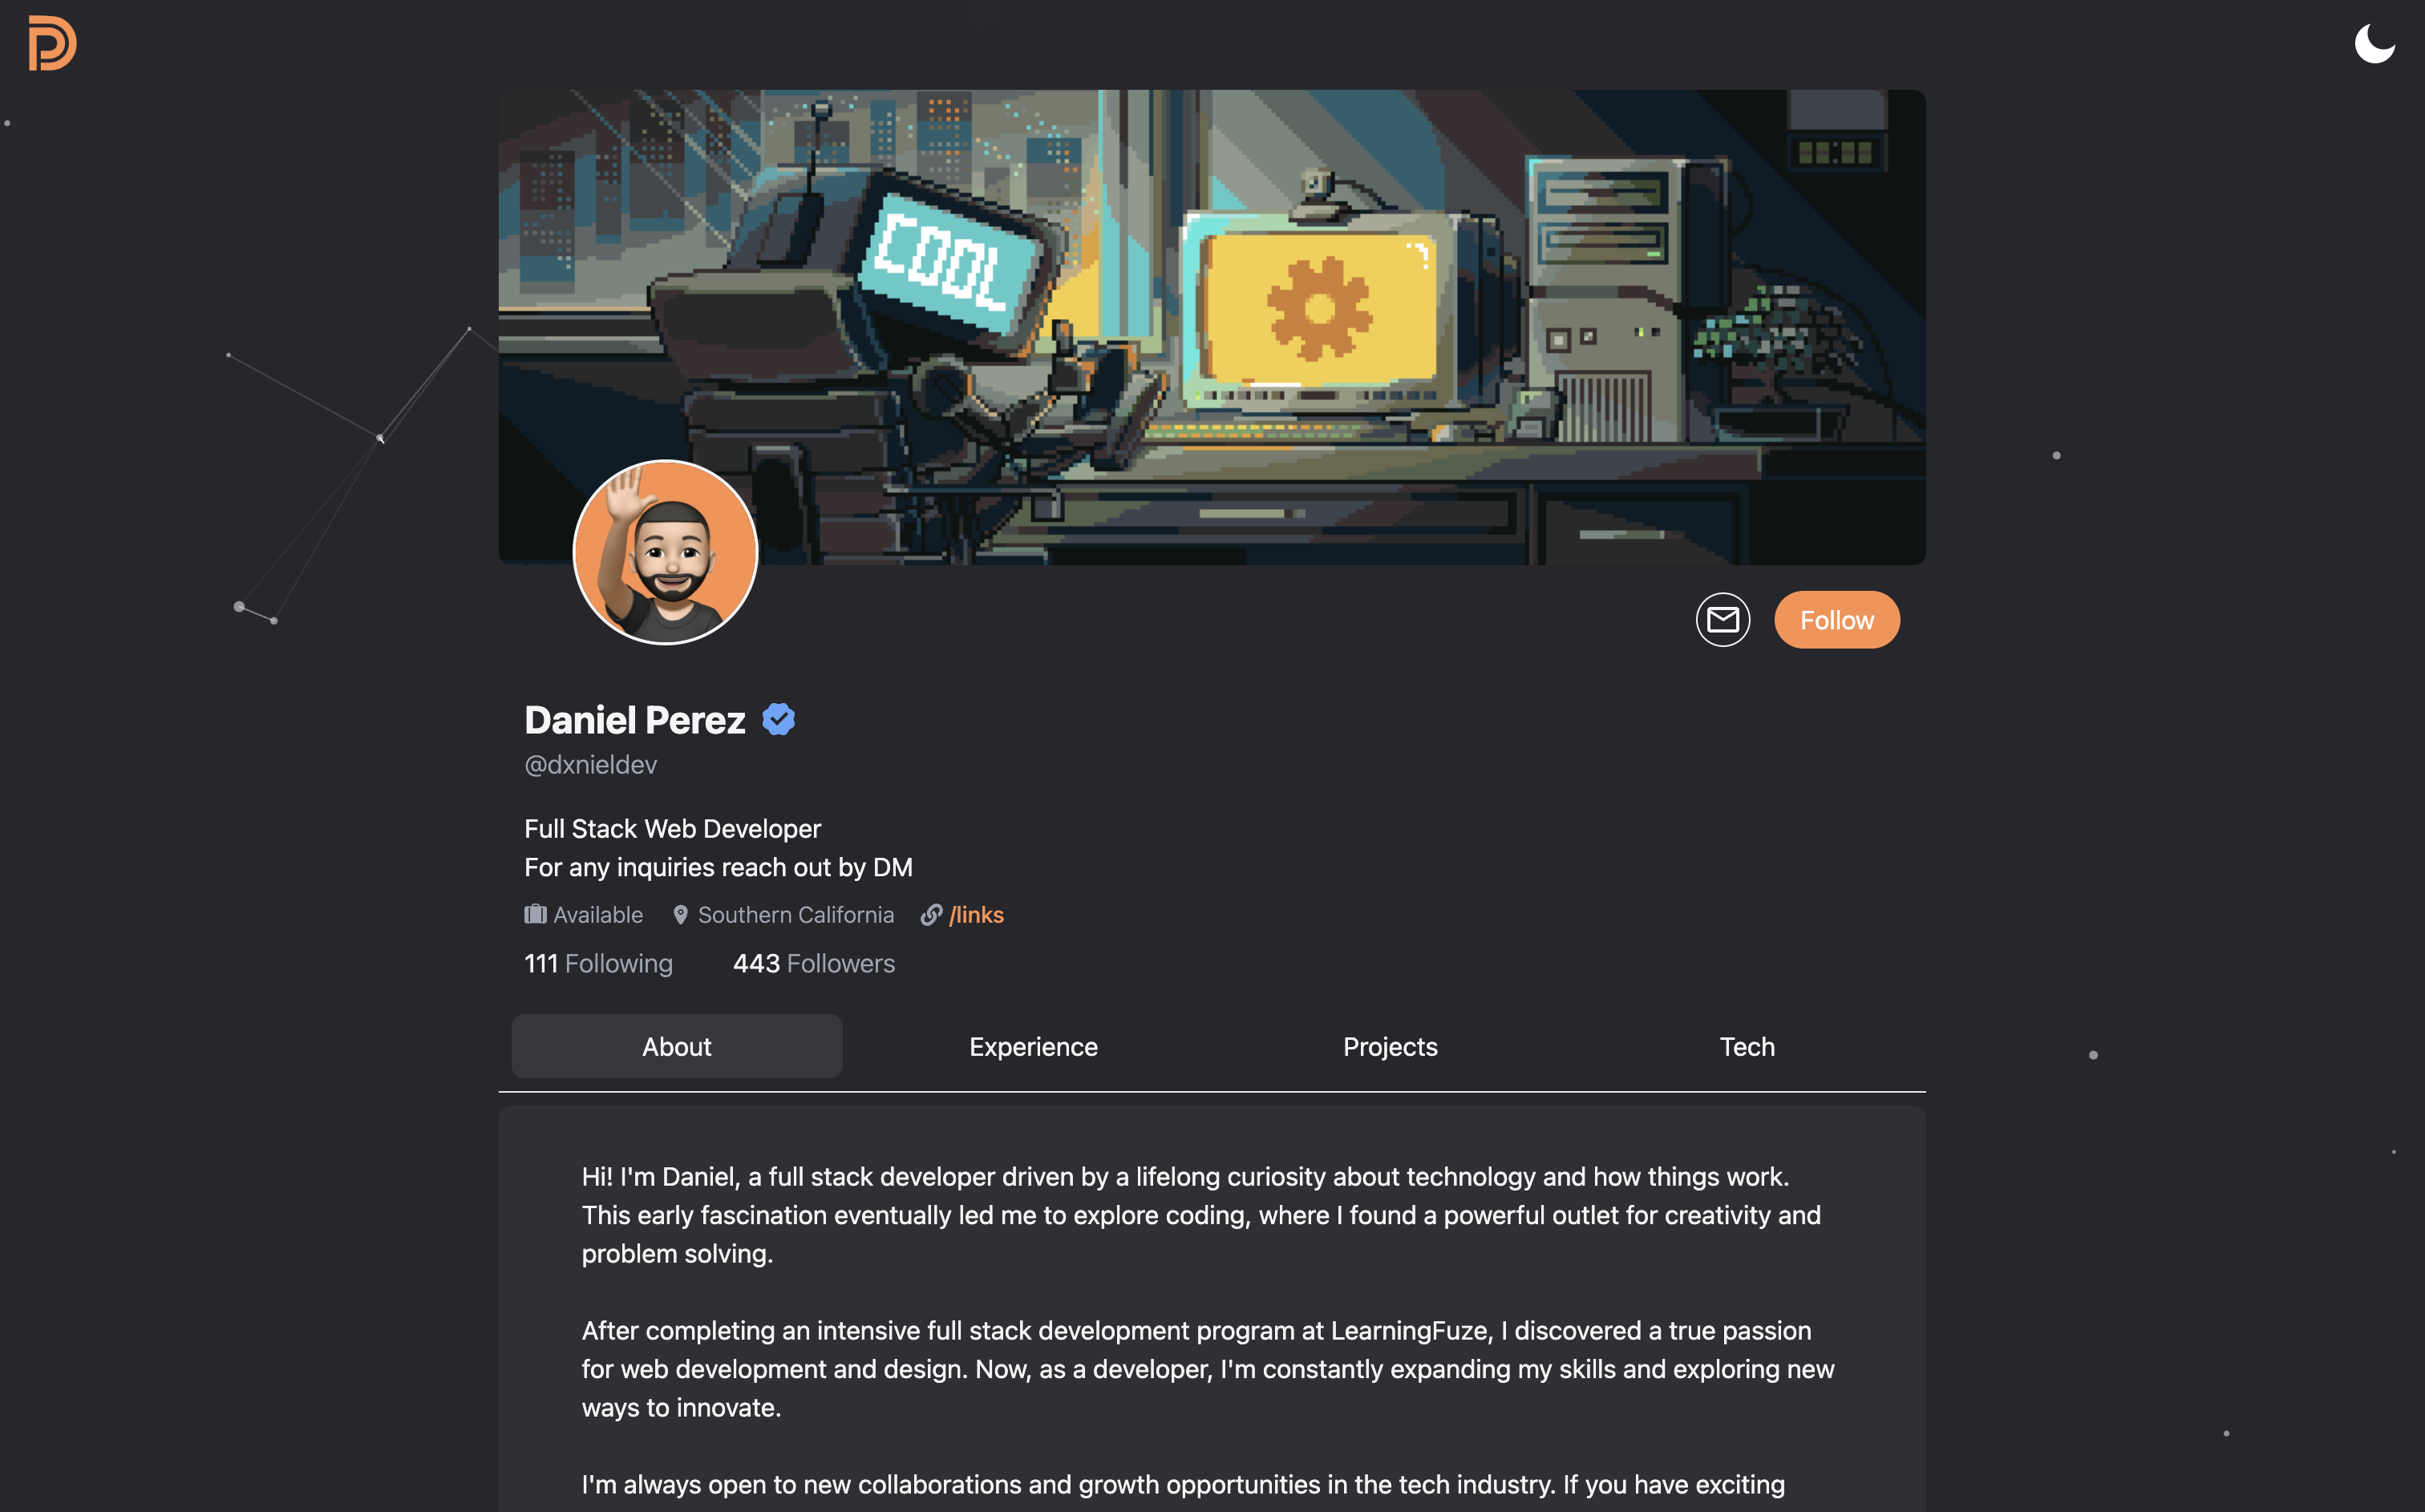 COOL
Follow
Daniel Perez
@dxnieldev
Full Stack Web Developer
For any inquiries reach out by DM
Available Southern California /links
111 Following 443 Followers
About Experience Projects Tech
Hi! I'm Daniel, a full stack developer driven by a lifelong curiosity about technology and how things work.
This early fascination eventually led me to explore coding, where I found a powerful outlet for creativity and
problem solving.
After completing an intensive full stack development program at LearningFuze, I discovered a true passion
for web development and design. Now, as a developer, I'm constantly expanding my skills and exploring new
ways to innovate.
I'm always open to new collaborations and growth opportunities in the tech industry. If you have exciting